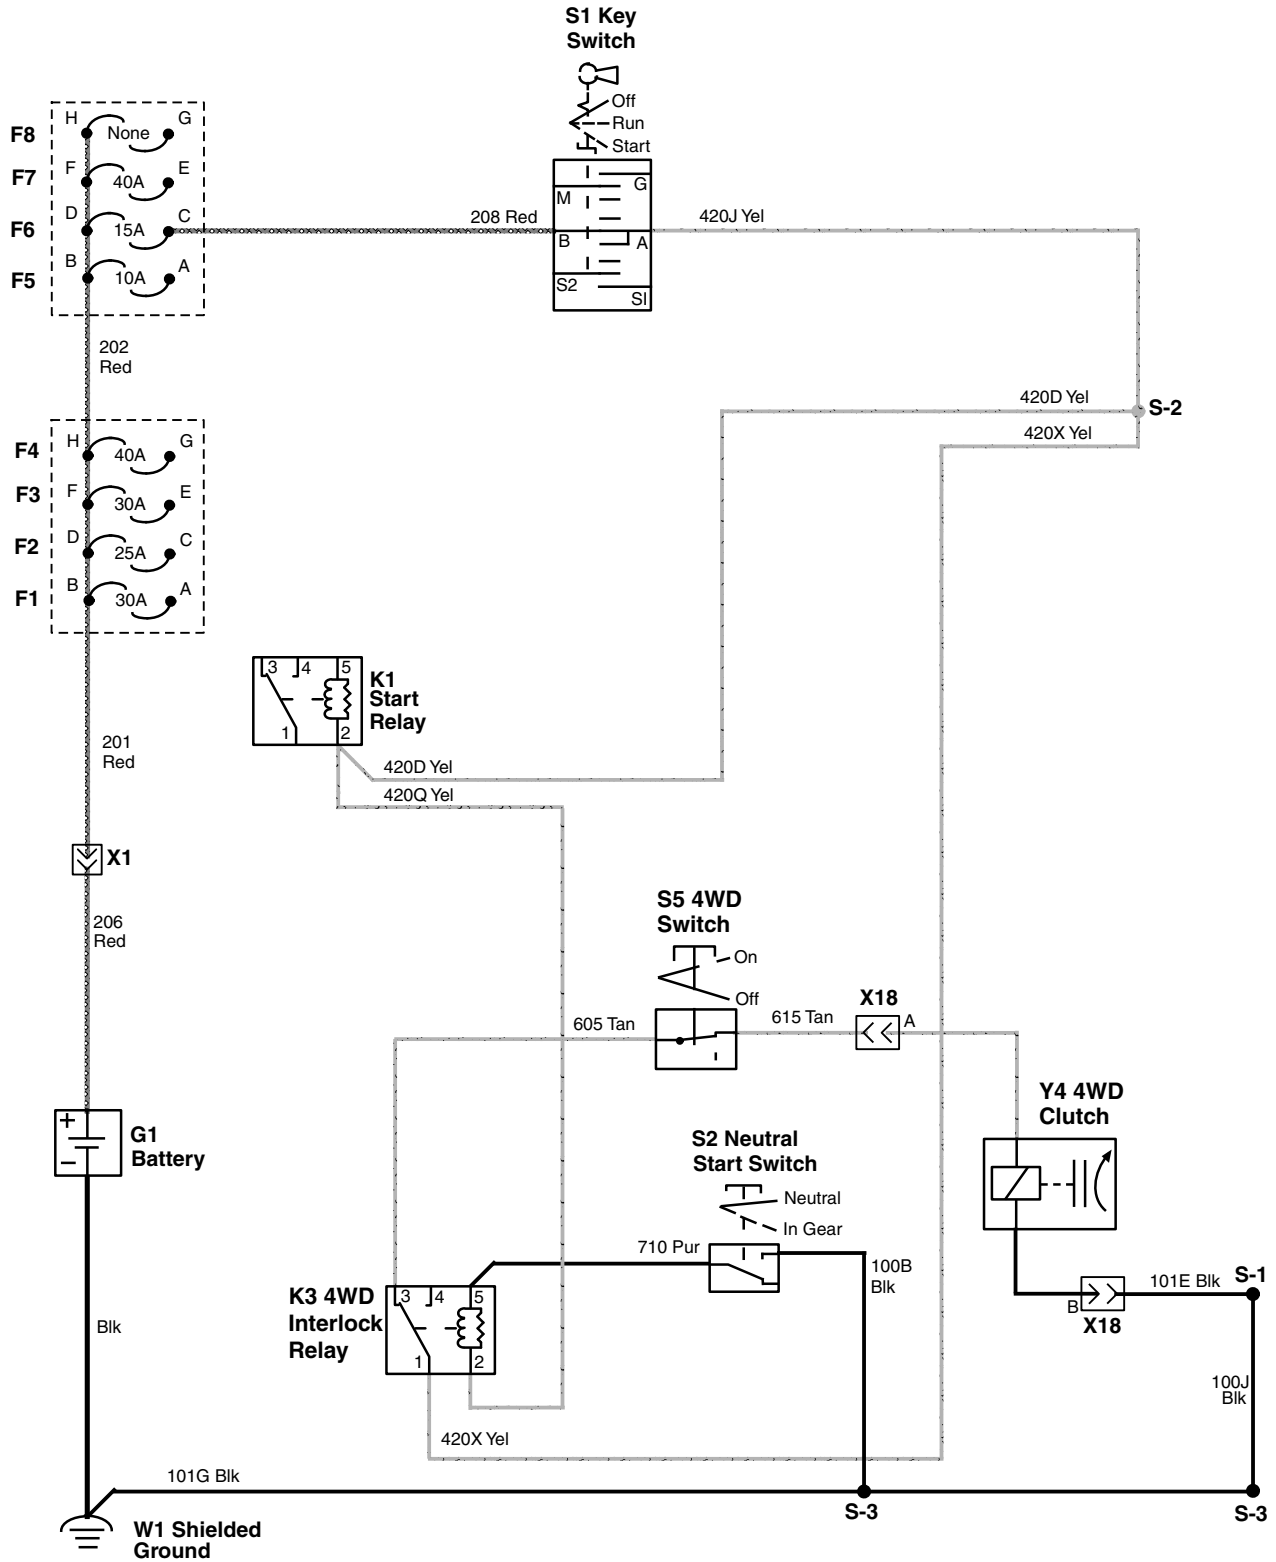 S1 Key
Switch
Off
Run
Start
F8
H
None
G
F7
F
40A
E
F6
D
15A
C
F5
B
10A
A
208 Red
M
G
B
A
S2
SI
420J Yel
202
Red
420D Yel
S-2
420X Yel
F4
H
40A
G
F3
F
30A
E
F2
D
25A
C
F1
B
30A
A
3
4
5
1
2
K1
Start
Relay
201
Red
420D Yel
420Q Yel
X1
206
Red
S5 4WD
Switch
On
Off
605 Tan
615 Tan
X18
A
Y4 4WD
Clutch
+
−
G1
Battery
S2 Neutral
Start Switch
Neutral
In Gear
710 Pur
100B
Blk
K3 4WD
Interlock
Relay
3
4
5
1
2
B
X18
101E Blk
S-1
Blk
100J
Blk
420X Yel
101G Blk
S-3
S-3
W1 Shielded
Ground